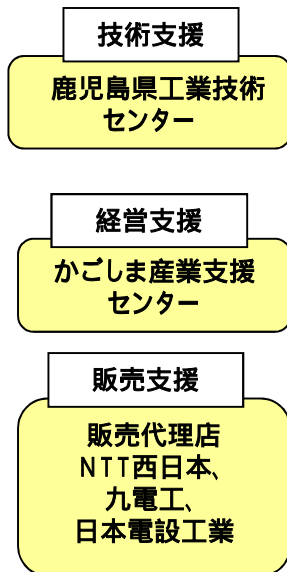 技術支援
鹿児島県工業技術
センター
経営支援
かごしま産業支援
センター
販売支援
販売代理店
NTT西日本、
九電工、
日本電設工業